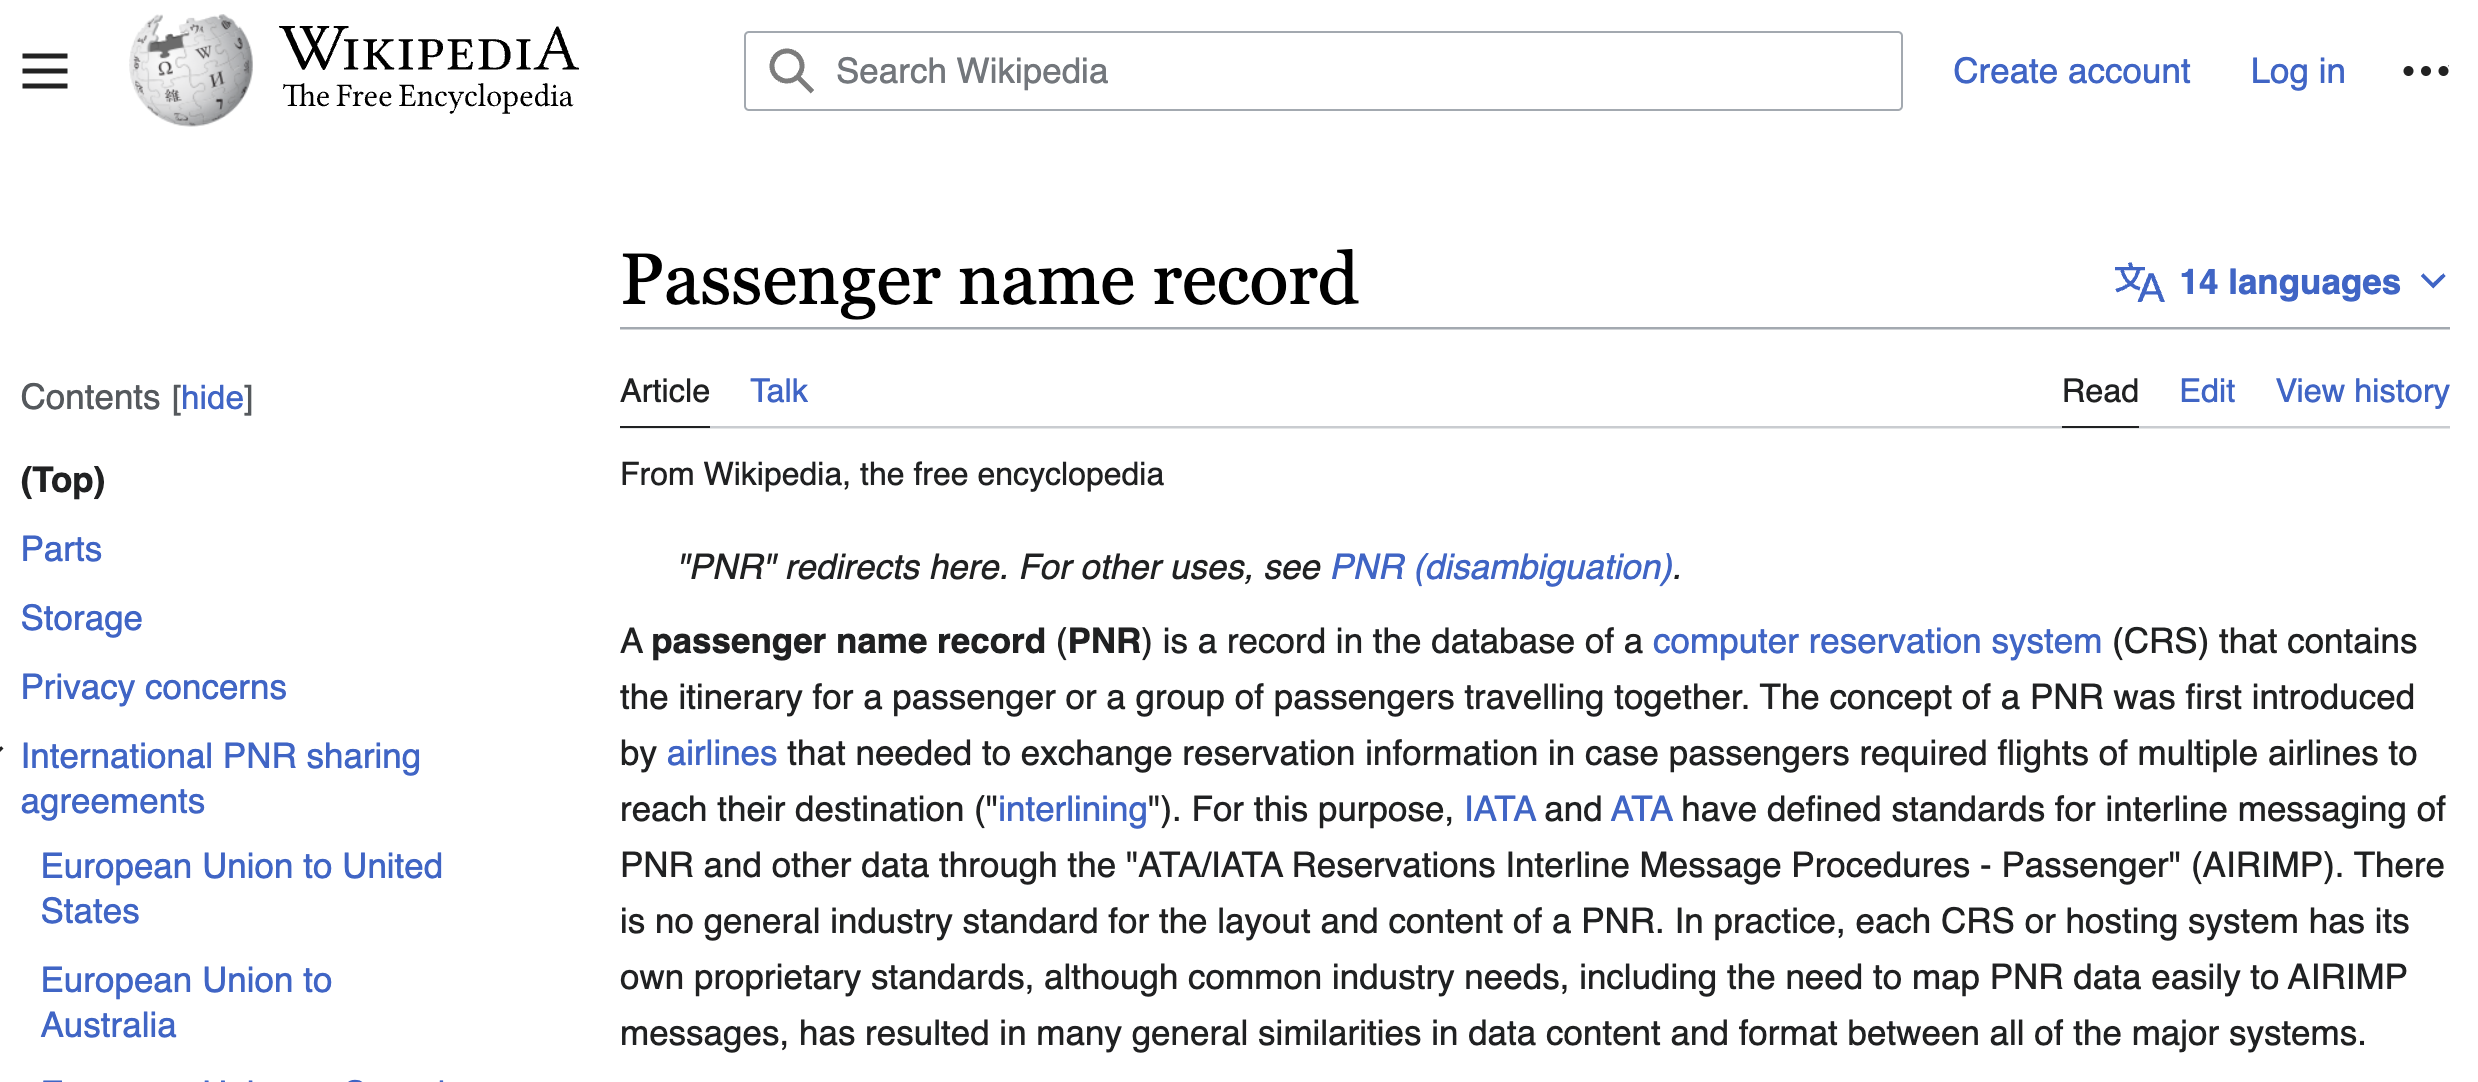 WIKIPEDIA
The Free Encyclopedia
Search Wikipedia
Create account
Log in
Passenger name record
14 languages
Contents [hide]
(Top)
Parts
Storage
Privacy concerns
International PNR sharing
agreements
European Union to United
States
European Union to
Australia
Article
Talk
Read
Edit
View history
From Wikipedia, the free encyclopedia
"PNR" redirects here. For other uses, see PNR (disambiguation).
A passenger name record (PNR) is a record in the database of a computer reservation system (CRS) that contains
the itinerary for a passenger or a group of passengers travelling together. The concept of a PNR was first introduced
by airlines that needed to exchange reservation information in case passengers required flights of multiple airlines to
reach their destination ("interlining"). For this purpose, IATA and ATA have defined standards for interline messaging of
PNR and other data through the "ATA/IATA Reservations Interline Message Procedures - Passenger" (AIRIMP). There
is no general industry standard for the layout and content of a PNR. In practice, each CRS or hosting system has its
own proprietary standards, although common industry needs, including the need to map PNR data easily to AIRIMP
messages, has resulted in many general similarities in data content and format between all of the major systems.